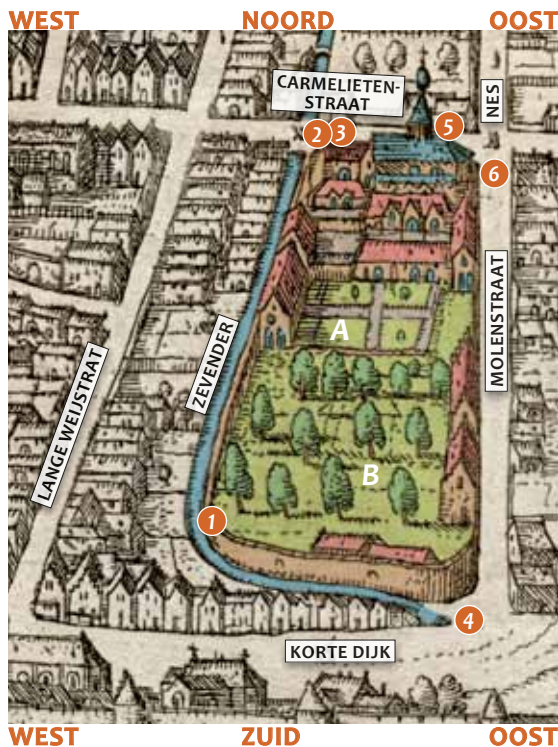 WEST NOORD OOST
CARMELIETEN-
STRAAT
NES
2 3 5
6
A
MOLENSTRAAT
ZEVENDER
LANGE WEIJSTRAT
B
1
4
KORTE DIJK
WEST ZUID OOST